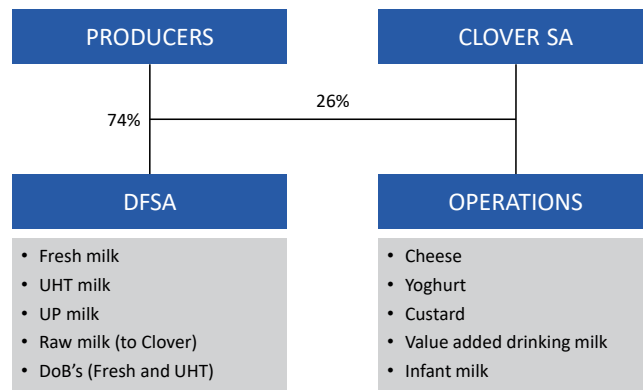 PRODUCERS
CLOVER SA
26%
74%
DFSA
OPERATIONS
• Fresh milk
• UHT milk
• UP milk
• Raw milk (to Clover)
• DoB's (Fresh and UHT)
• Cheese
• Yoghurt
• Custard
• Value added drinking milk
• Infant milk